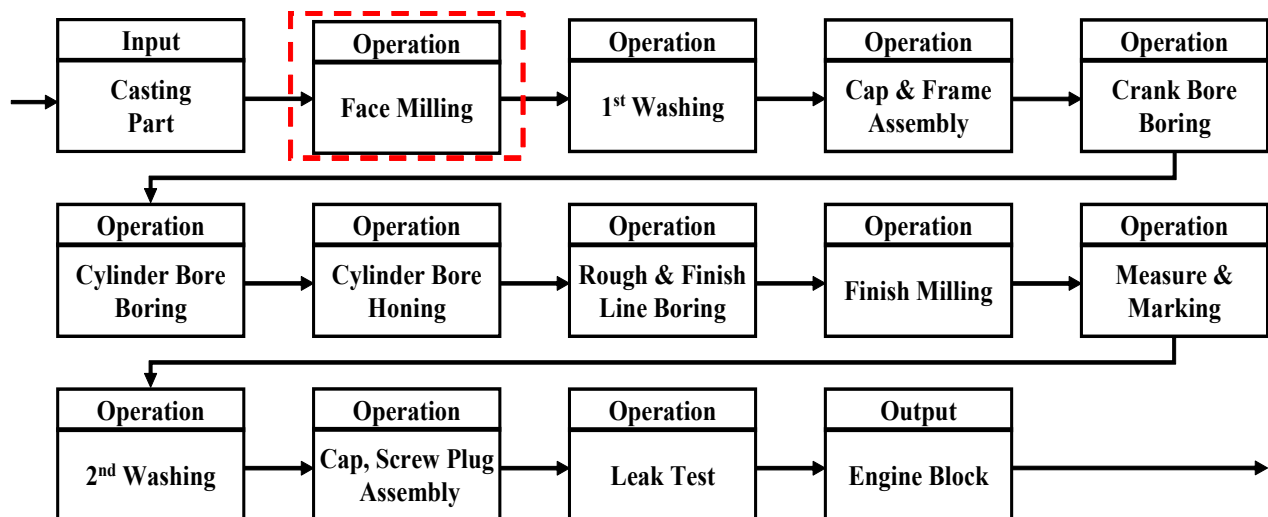 Input
Casting
Part
Operation
Face Milling
Operation
1st Washing
Operation
Cap & Frame
Assembly
Operation
Crank Bore
Boring
Operation
Cylinder Bore
Boring
Operation
Cylinder Bore
Honing
Operation
Rough & Finish
Line Boring
Operation
Finish Milling
Operation
Measure &
Marking
Operation
2nd Washing
Operation
Cap, Screw Plug
Assembly
Operation
Leak Test
Output
Engine Block